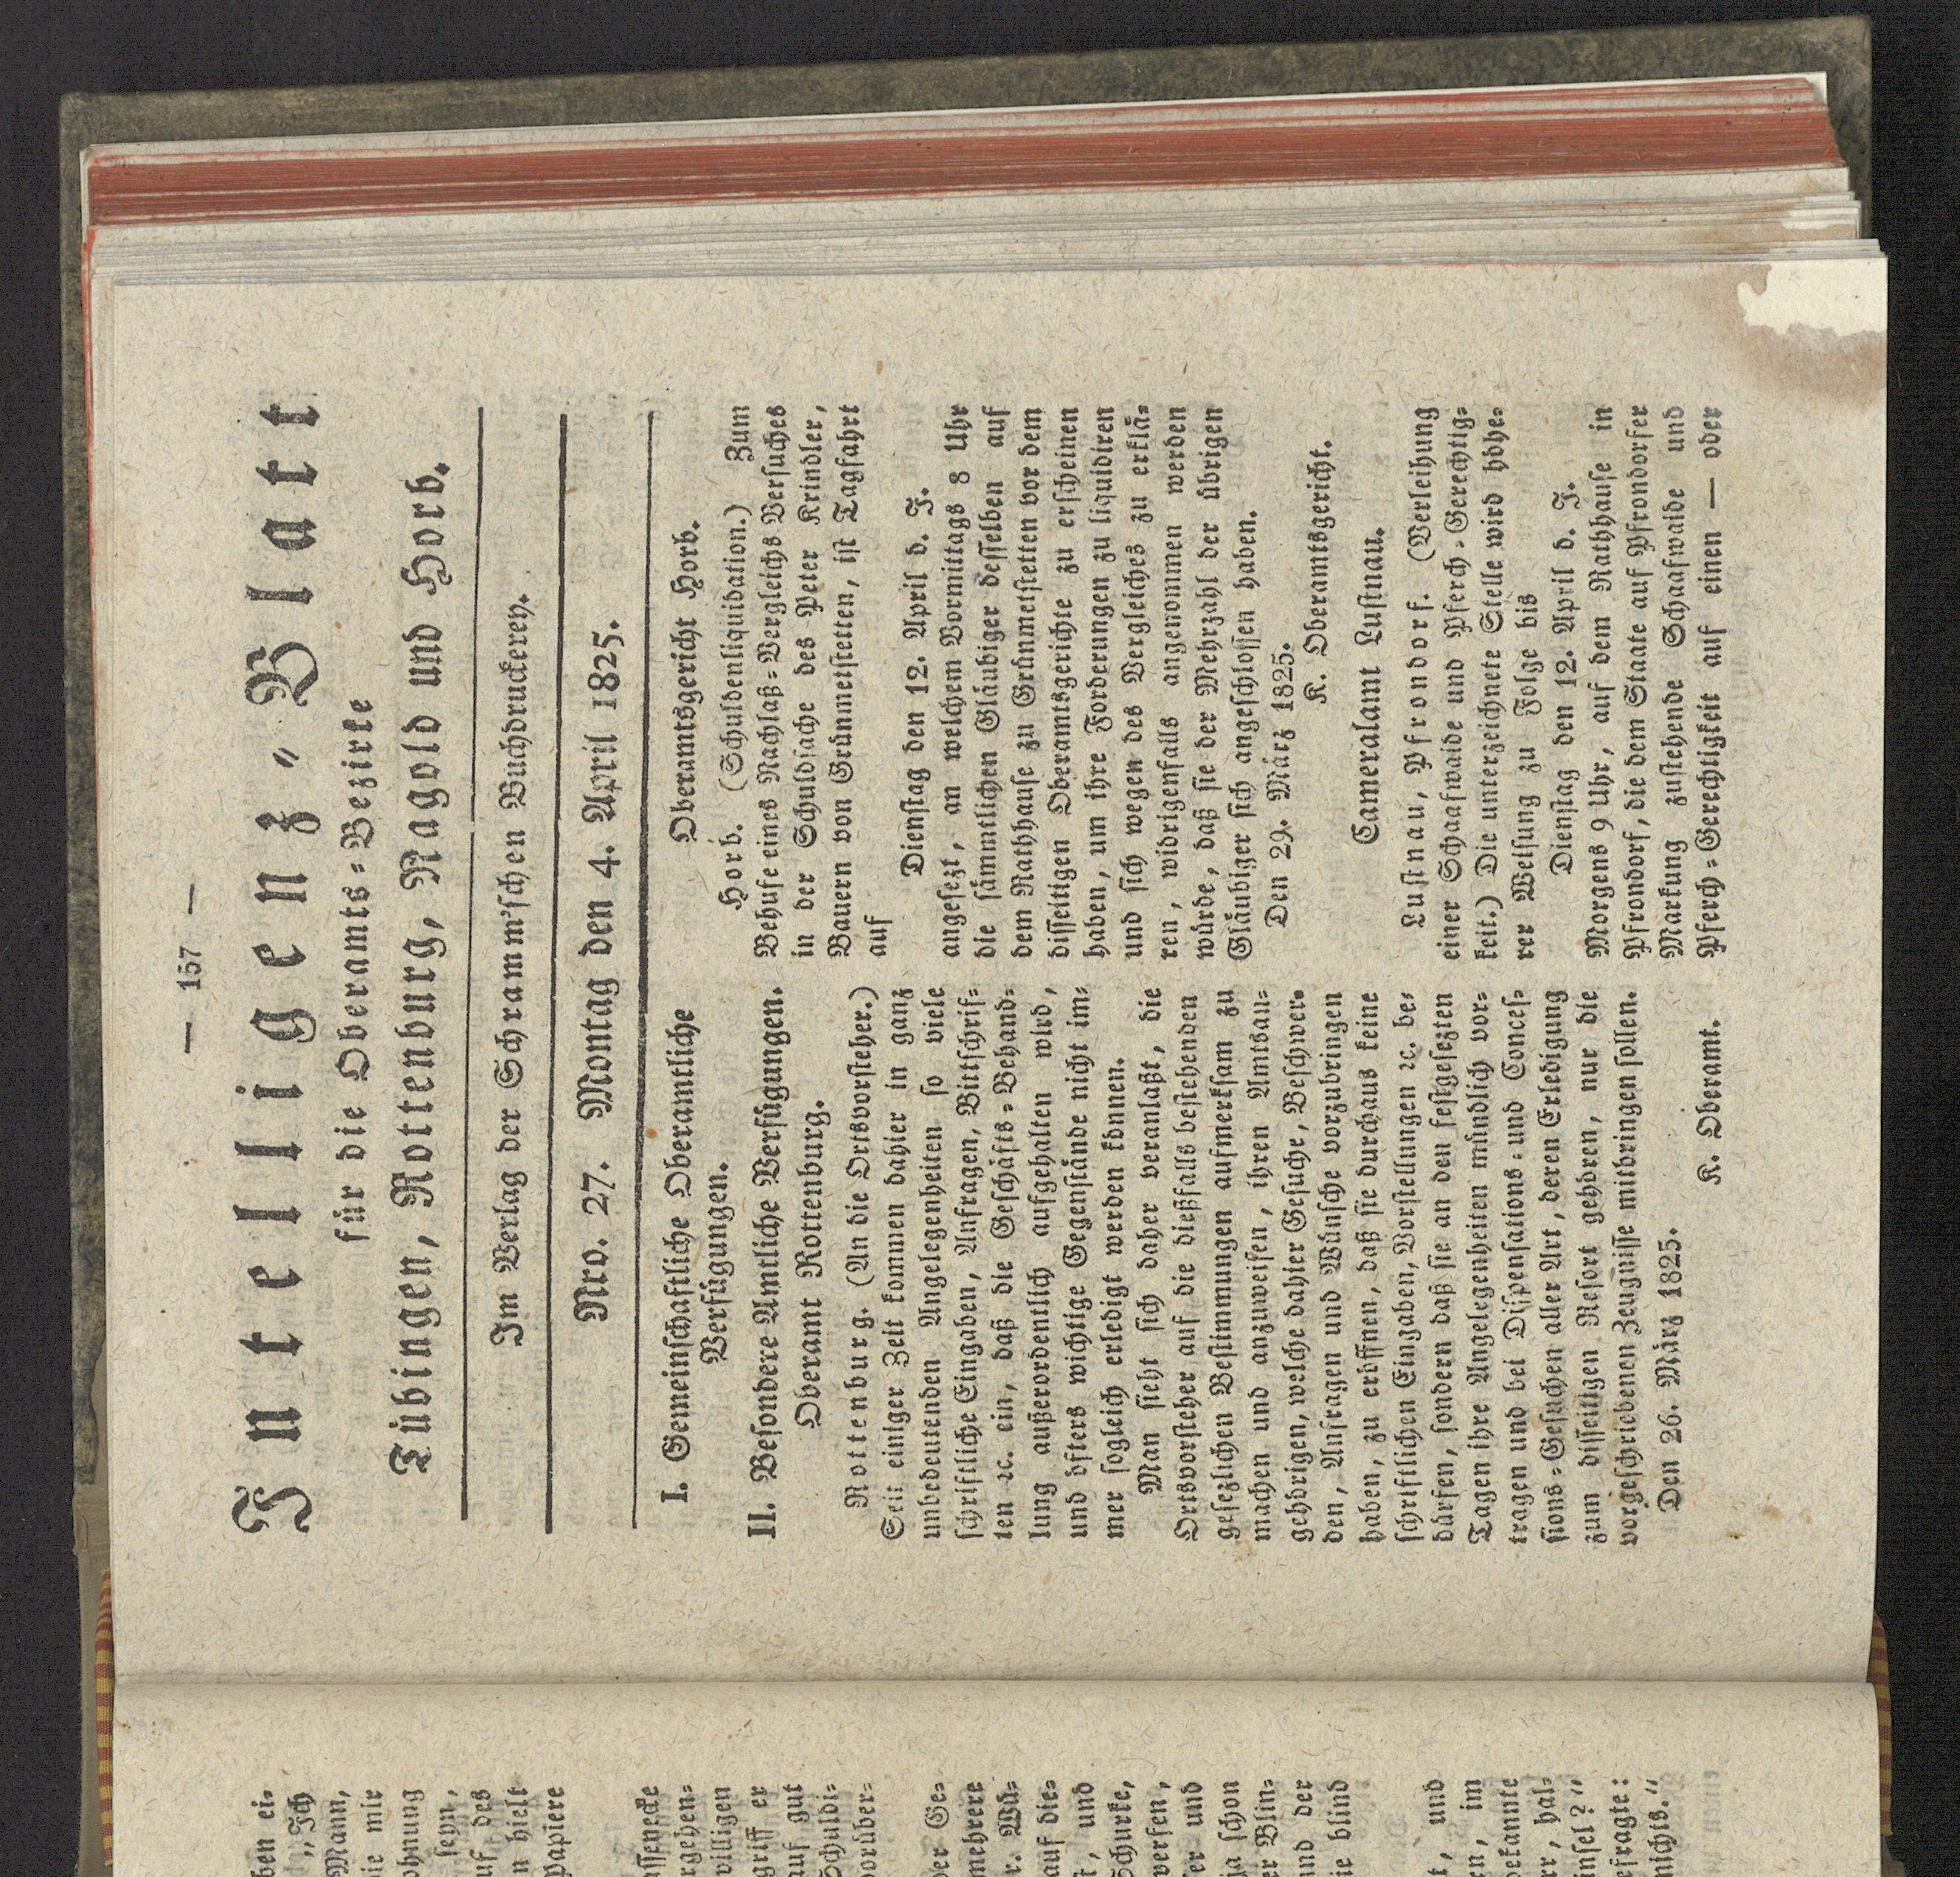 — 157 —
Intelligenz-Blatt
für die Oberamts-Bezirke
Tübingen, Rottenburg, Nagold und Horb.
Im Verlag der Schramm'schen Buchdruckerey.
Nro. 27. Montag den 4. April 1825.
I. Gemeinschaftliche Oberamtliche
Verfügungen.
II. Besondere Amtliche Verfügungen.
Oberamt Rottenburg.
Rottenburg. (An die Ortsvorsteher.)
Seit einiger Zeit kommen dahier in ganz
unbedeutenden Angelegenheiten so viele
schriftliche Eingaben, Anfragen, Bittschrif-
ten ꝛc. ein, daß die Geschäfts-Behand-
lung außerordentlich aufgehalten wird,
und öfters wichtige Gegenstände nicht im-
mer sogleich erledigt werden können.
Man sieht sich daher veranlaßt, die
Ortsvorsteher auf die dießfalls bestehenden
gesezlichen Bestimmungen aufmerksam zu
machen und anzuweisen, ihren Amtsan-
gehörigen, welche dahier Gesuche, Beschwer-
den, Anfragen und Wünsche vorzubringen
haben, zu eröffnen, daß sie durchaus keine
schriftlichen Eingaben, Vorstellungen ꝛc. be-
dürfen, sondern daß sie an den festgesezten
Tagen ihre Angelegenheiten mündlich vor-
tragen und bei Dispensations- und Conces-
sions-Gesuchen aller Art, deren Erledigung
zum disseitigen Resort gehören, nur die
vorgeschriebenen Zeugnisse mitbringen sollen.
Den 26. März 1825.
K. Oberamt.
Oberamtsgericht Horb.
Horb. (Schuldenliquidation.) Zum
Behufe eines Nachlaß-Vergleichs Versuches
in der Schuldsache des Peter Krindler,
Bauern von Grünmettstetten, ist Tagfahrt
auf
Dienstag den 12. April d. J.
angesezt, an welchem Vormittags 8 Uhr
die sämmtlichen Gläubiger desselben auf
dem Rathhause zu Grünmettstetten vor dem
disseitigen Oberamtsgerichte zu erscheinen
haben, um ihre Forderungen zu liquidiren
und sich wegen des Vergleiches zu erklä-
ren, widrigenfalls angenommen werden
würde, daß sie der Mehrzahl der übrigen
Gläubiger sich angeschlossen haben.
Den 29. März 1825.
K. Oberamtsgericht.
Cameralamt Lustnau.
Lustnau, Pfrondorf. (Verleihung
einer Schaafwaide und Pferch-Gerechtig-
keit.) Die unterzeichnete Stelle wird höhe-
rer Weisung zu Folge bis
Dienstag den 12. April d. J.
Morgens 9 Uhr, auf dem Rathhause in
Pfrondorf, die dem Staate auf Pfrondorfer
Markung zustehende Schaafwaide und
Pferch-Gerechtigkeit auf einen — oder